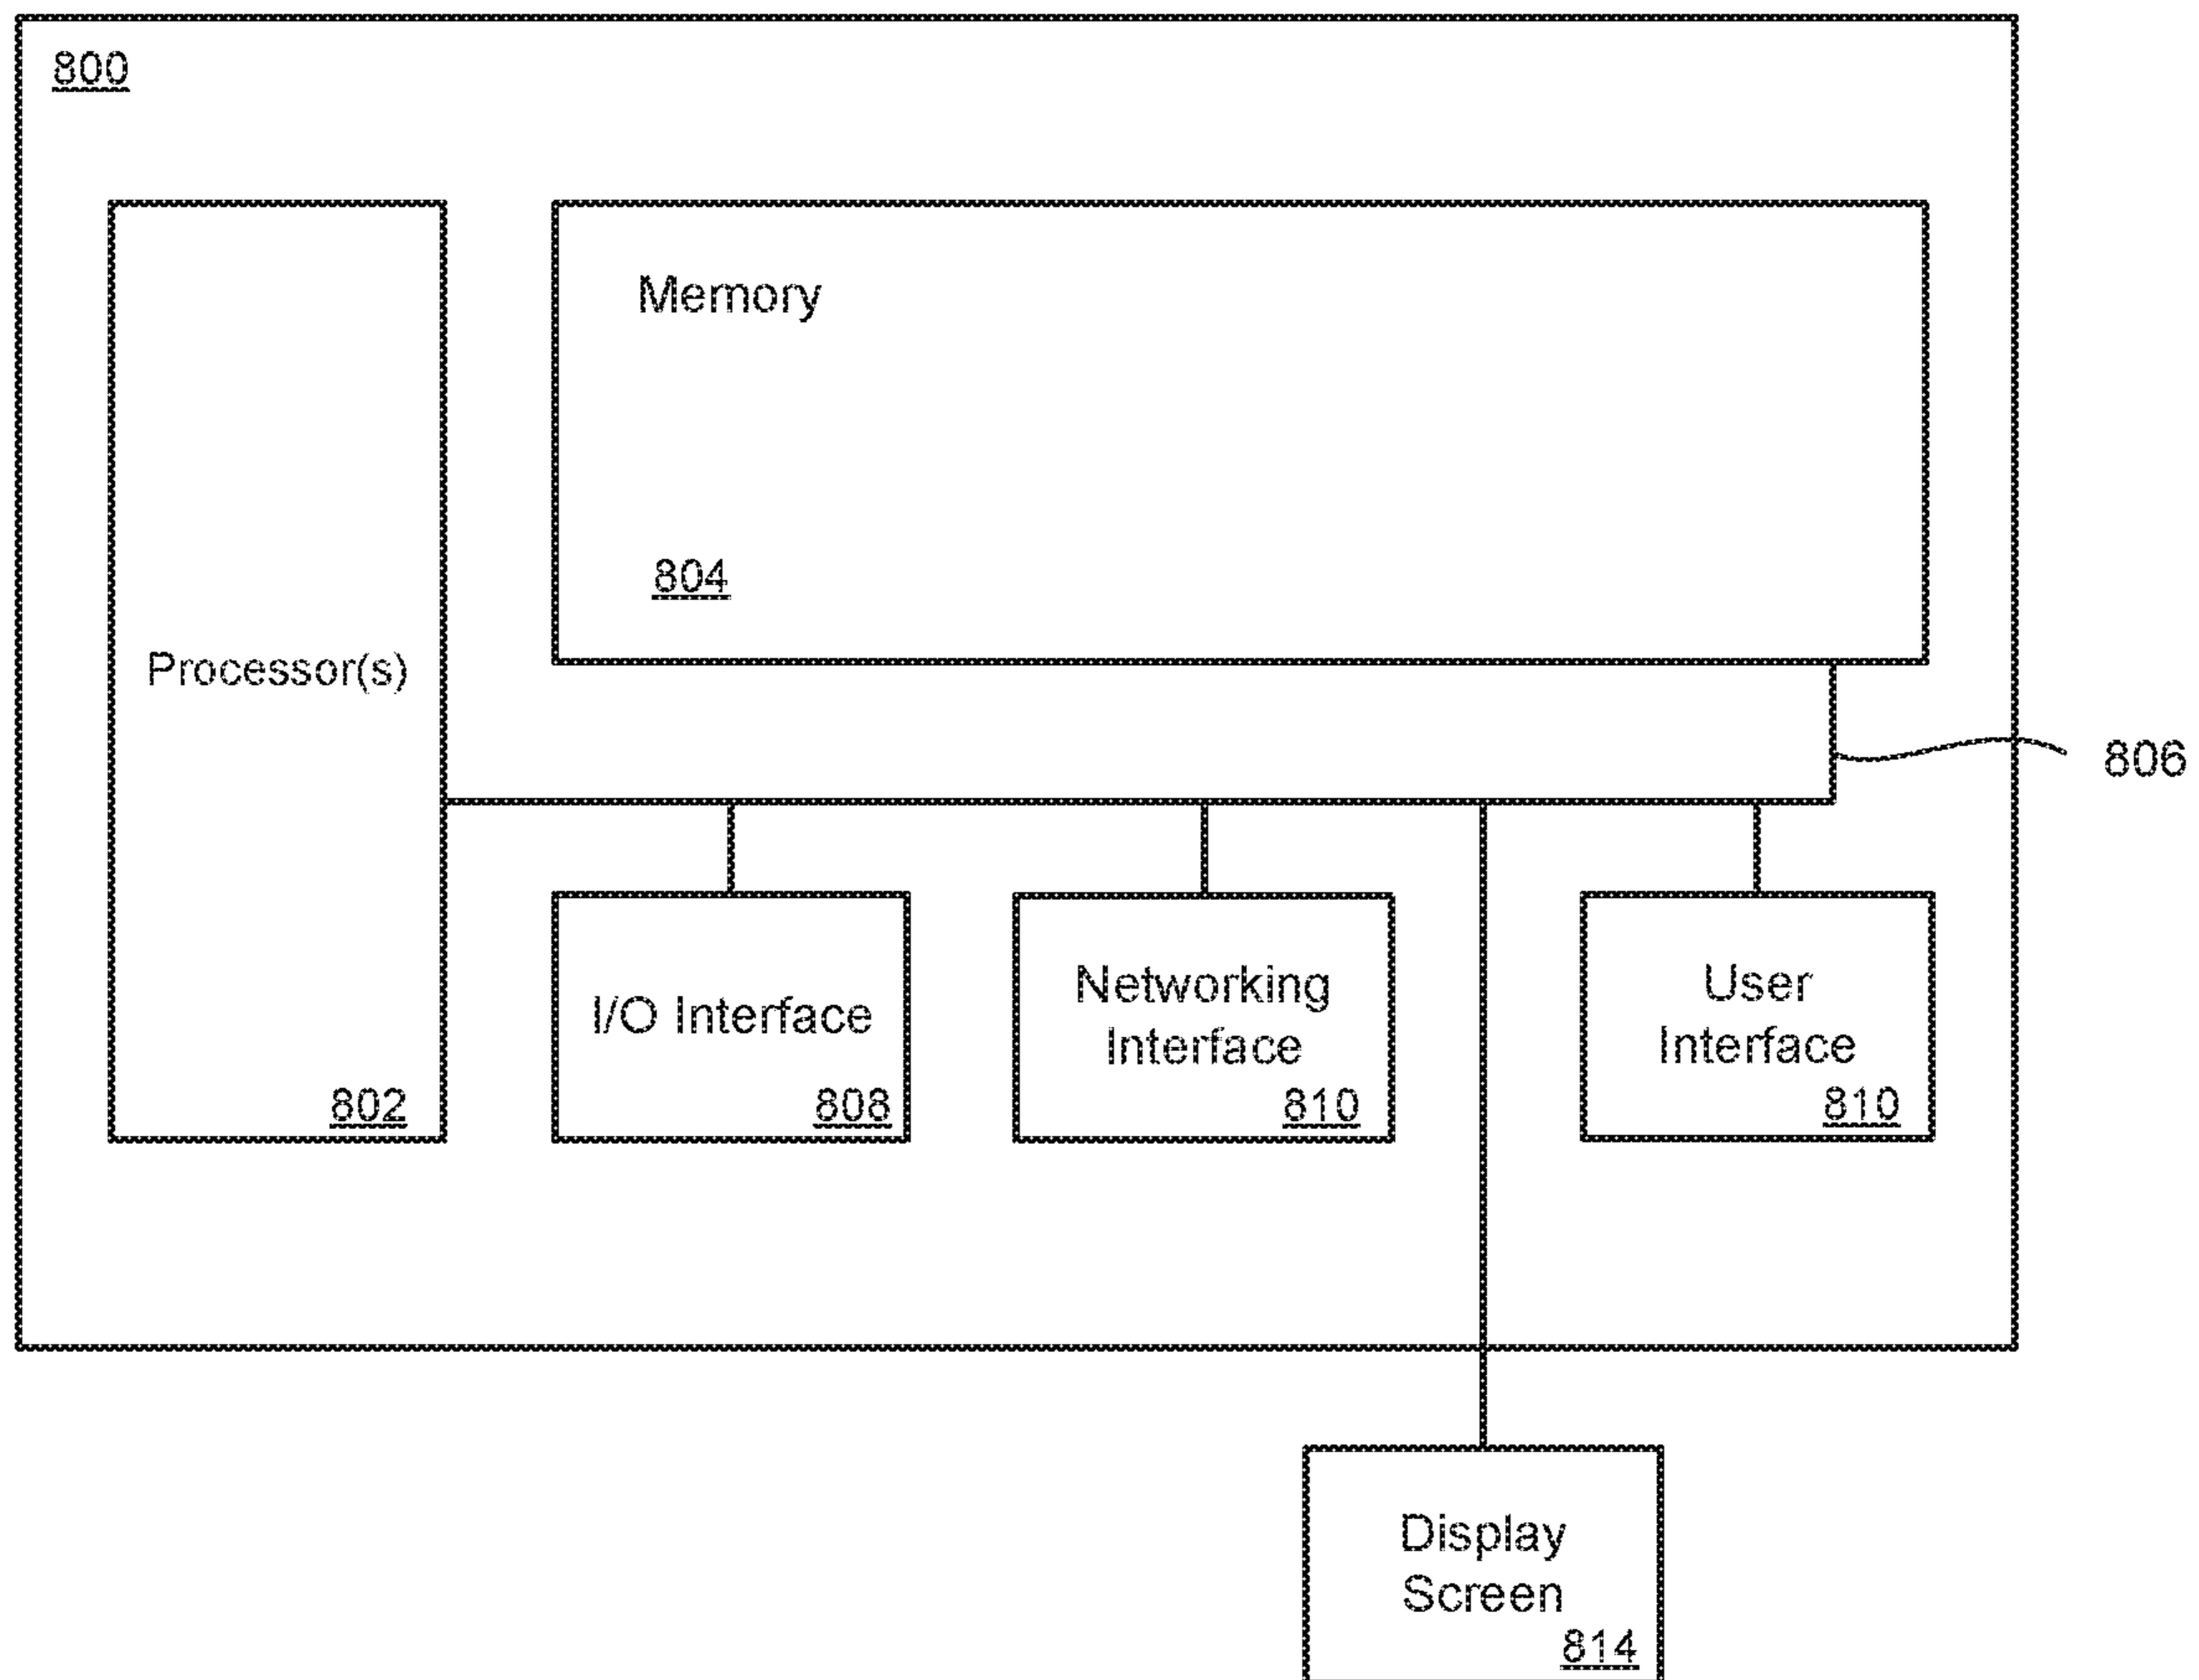 800
Memory
804
Processor(s)
802
806
I/O Interface
808
Networking
Interface
810
User
Interface
810
Display
Screen
814